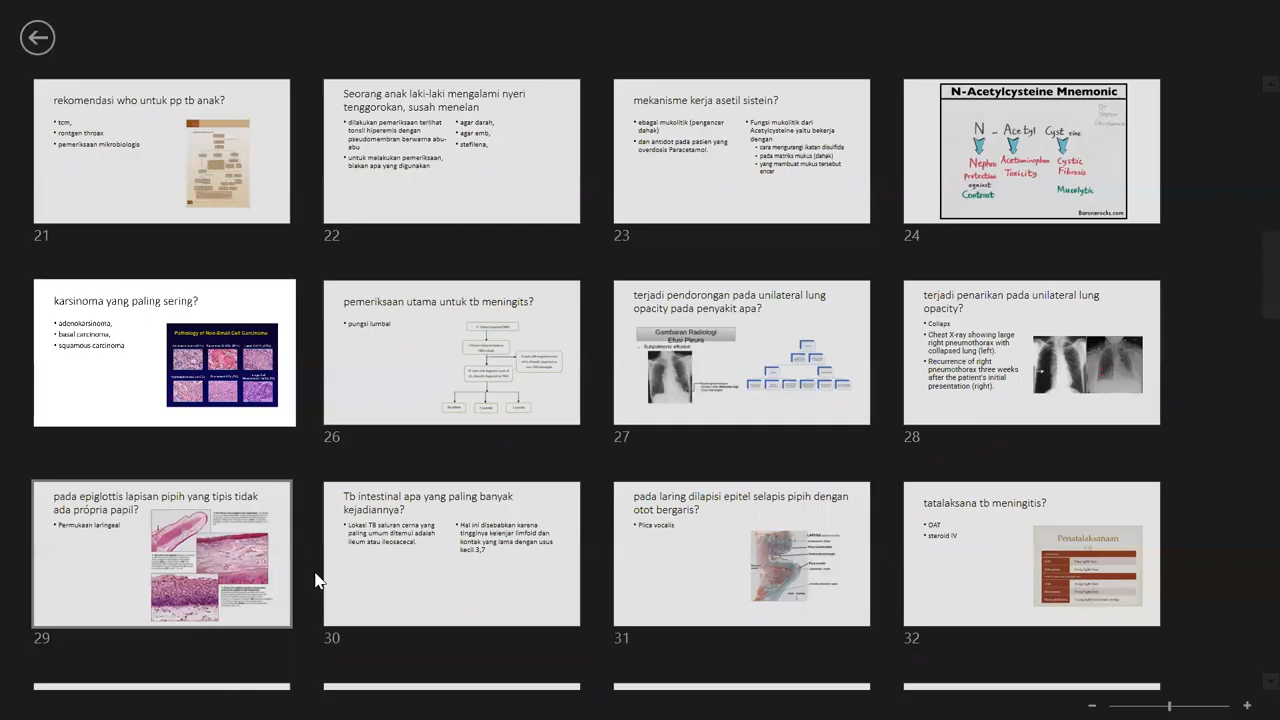 rekomendasi who untuk pp tb anak?
• tcm,
• rontgen throax
• pemeriksaan mikrobiologis
21
Seorang anak laki-laki mengalami nyeri
tenggorokan, susah menelan
• dilakukan pemeriksaan terlihat
tonsil hiperemis dengan
pseudomembran berwarna abu-
abu
• untuk melakukan pemeriksaan,
biakan apa yang digunakan
• agar darah,
• agar emb,
• stefilena,
22
mekanisme kerja asetil sistein?
• ebagai mukolitik (pengencer
dahak)
• dan antidot pada pasien yang
overdosis Paracetamol.
• Fungsi mukolitik dari
Acetylcysteine yaitu bekerja
dengan
• cara mengurangi ikatan disulfida
• pada matriks mukus (dahak)
• yang membuat mukus tersebut
encer
23
N-Acetylcysteine Mnemonic
N - Acetyl Cysteine
Nephro Acetaminophen Cystic
Protection Toxicity Fibrosis
against
Contrast Mucolytic
Baronerocks.com
24
karsinoma yang paling sering?
• adenokarsinoma,
• basal carcinoma,
• squamous carcinoma
Pathology of Non-Small Cell Carcinoma
pemeriksaan utama untuk tb meningits?
• pungsi lumbal
26
terjadi pendorongan pada unilateral lung
opacity pada penyakit apa?
Gambaran Radiologi
Efusi Pleura
Subpulmonic effusion
27
terjadi penarikan pada unilateral lung
opacity?
• Collaps
• Chest X-ray showing large
right pneumothorax with
collapsed lung (left).
• Recurrence of right
pneumothorax three weeks
after the patient's initial
presentation (right).
28
pada epiglottis lapisan pipih yang tipis tidak
ada própria papil?
• Permukaan laringeal
29
Tb intestinal apa yang paling banyak
kejadiannya?
• Lokasi TB saluran cerna yang
paling umum ditemui adalah
ileum atau ileosaecal.
• Hal ini disebabkan karena
tingginya kelenjar limfoid dan
kontak yang lama dengan usus
kecil.3,7
30
pada laring dilapisi epitel selapis pipih dengan
otot bergaris?
• Plica vocalis
31
tatalaksana tb meningitis?
• OAT
• steroid IV
Penatalaksanaan
32